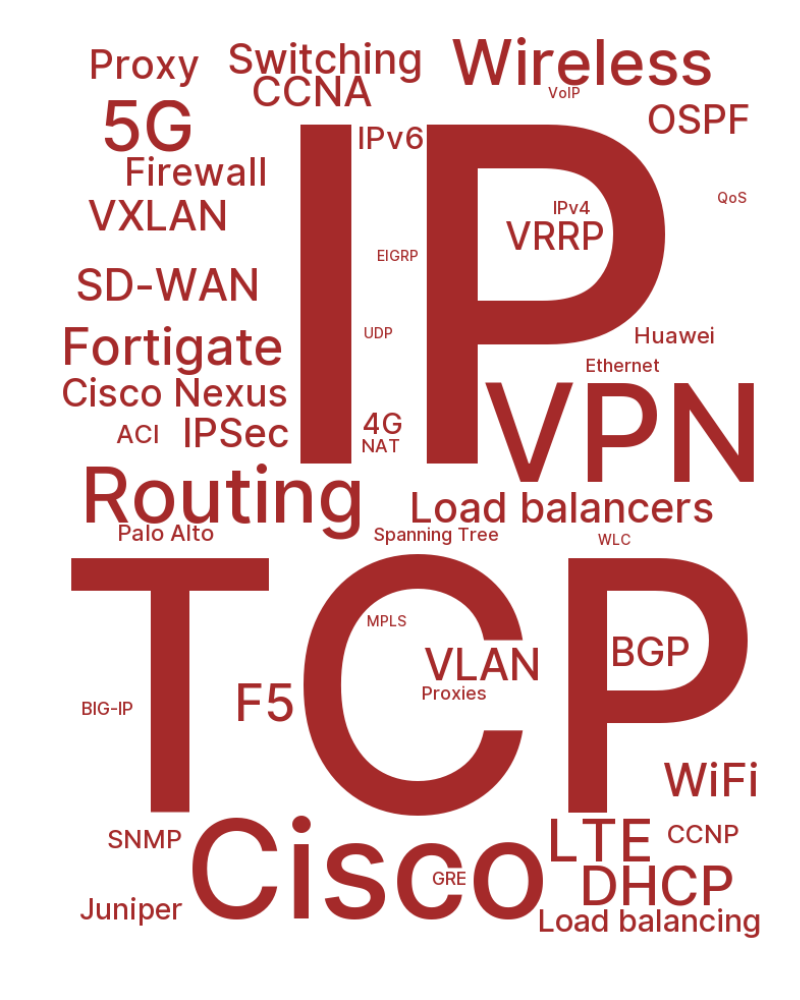 Proxy
Switching
Wireless
CCNA
VoIP
5G
OSPF
IP
IPv6
Firewall
QoS
VXLAN
IPv4
VRRP
EIGRP
SD-WAN
UDP
Huawei
Fortigate
Ethernet
Cisco Nexus
VPN
ACI
IPSec
4G
NAT
Routing
Load balancers
Palo Alto
Spanning Tree
WLC
TCP
MPLS
VLAN
BGP
Proxies
F5
BIG-IP
WiFi
SNMP
Cisco
LTE
CCNP
GRE
DHCP
Juniper
Load balancing